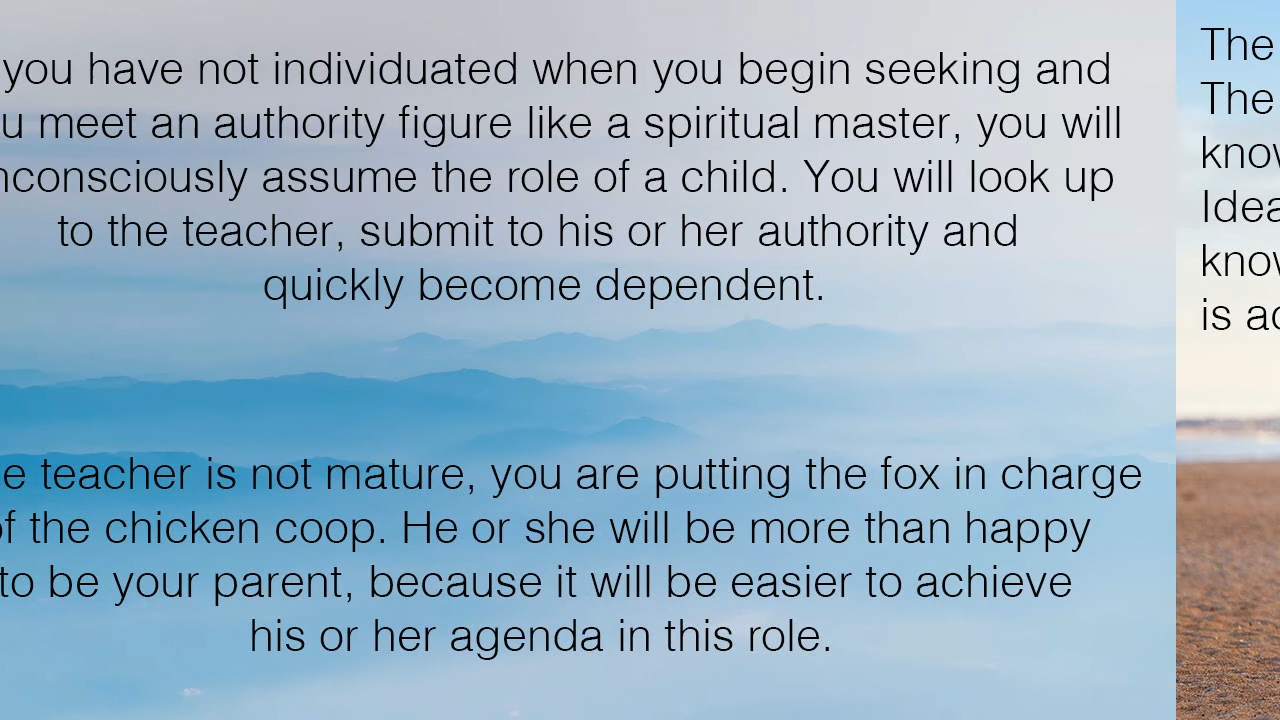 you have not individuated when you begin seeking and
u meet an authority figure like a spiritual master, you will
nconsciously assume the role of a child. You will look up
to the teacher, submit to his or her authority and
quickly become dependent.
e teacher is not mature, you are putting the fox in charge
of the chicken coop. He or she will be more than happy
to be your parent, because it will be easier to achieve
his or her agenda in this role.
The
The
know
Idea
know
is ac